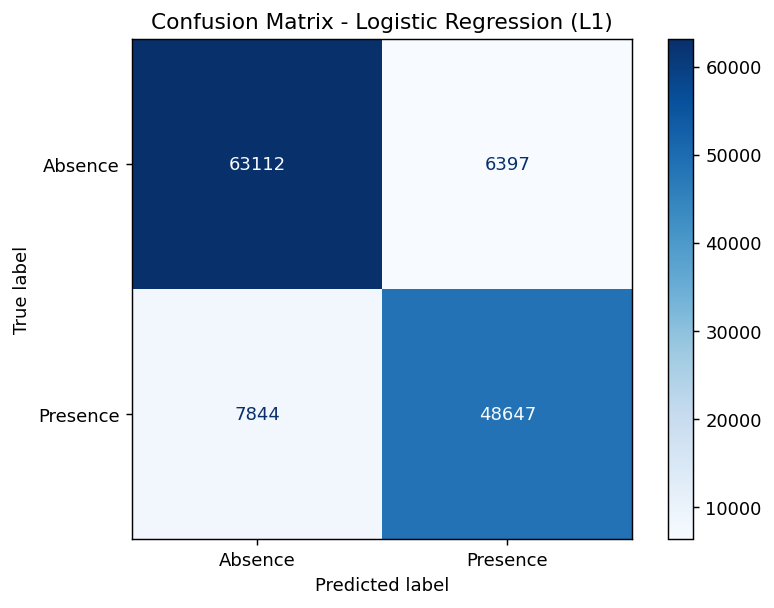 Confusion Matrix - Logistic Regression (L1)
True label
Absence
Presence
63112
6397
7844
48647
Absence
Presence
Predicted label
60000
50000
40000
30000
20000
10000